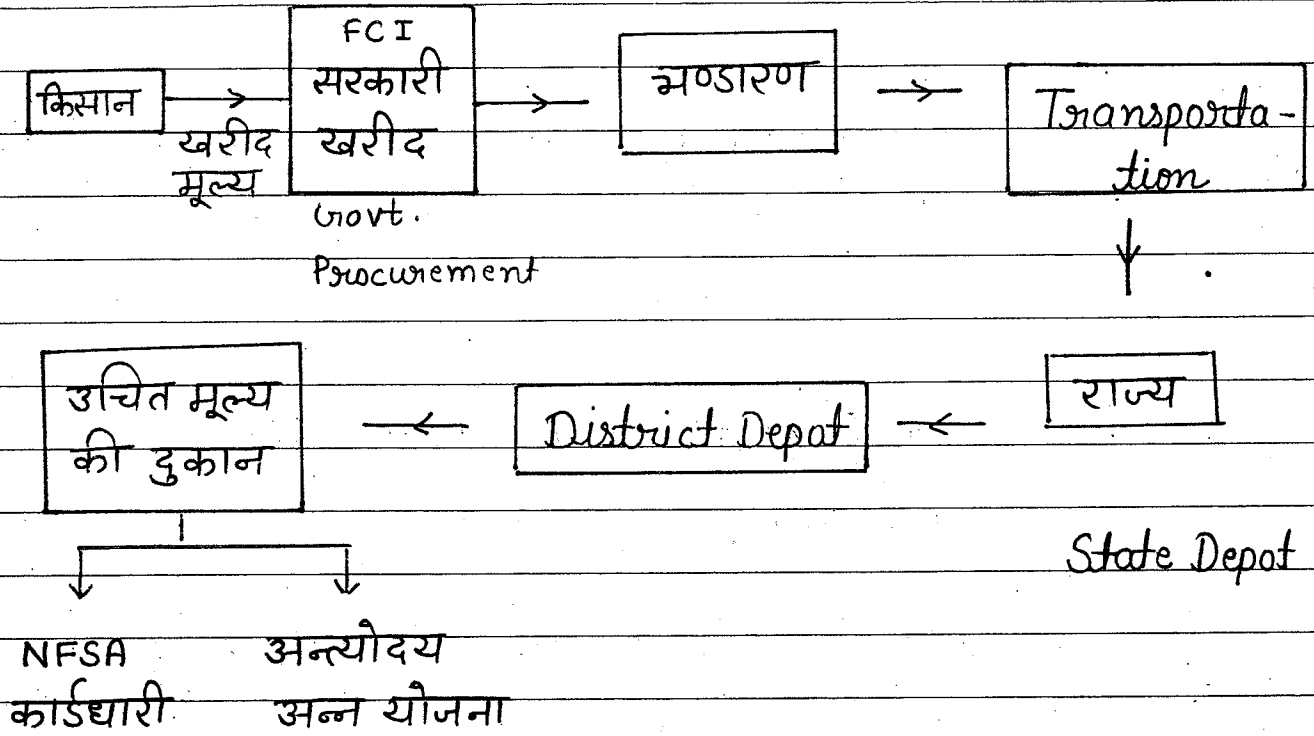 किसान
खरीद
मूल्य
FCI
सरकारी
खरीद
Govt.
Procurement
भण्डारण
Transporta-
tion
राज्य
State Depot
District Depot
उचित मूल्य
की दुकान
NFSA
कार्डधारी
अन्त्योदय
अन्न योजना